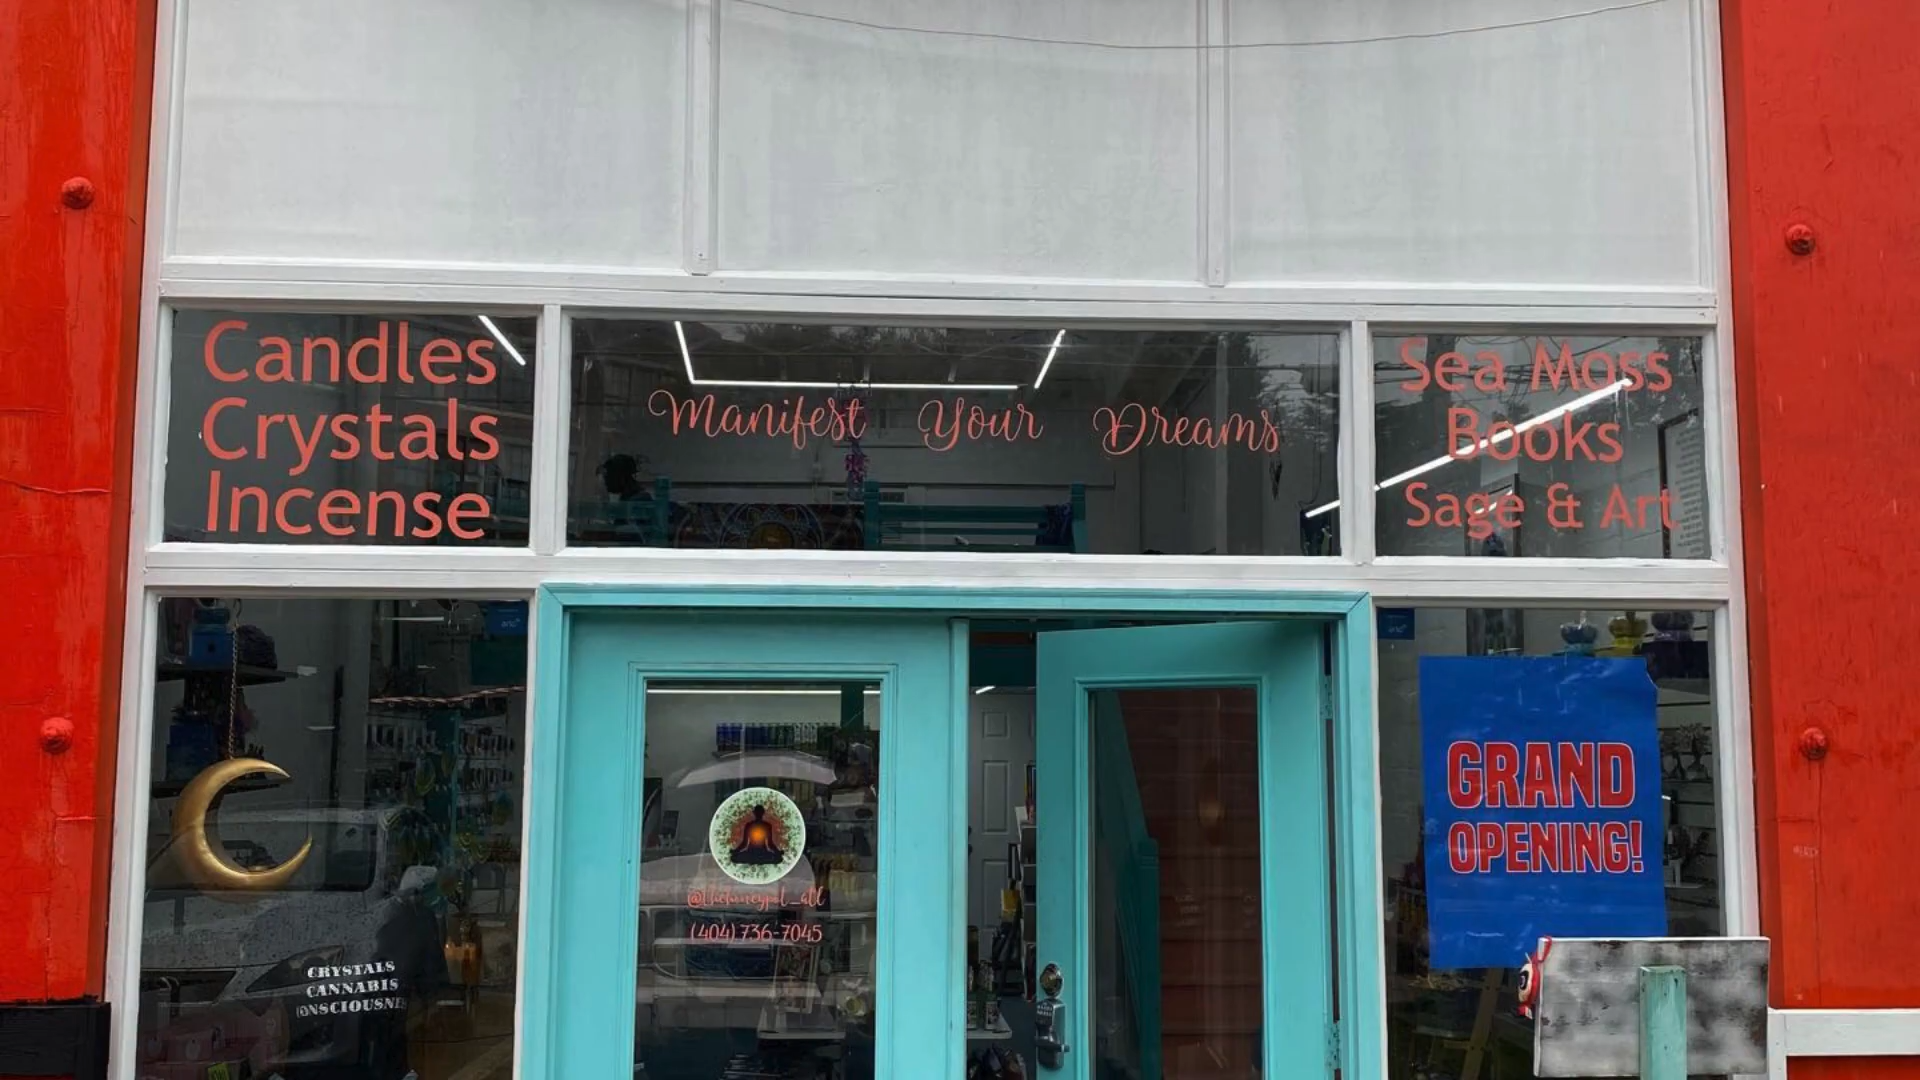 Candles
Crystals
Incense
Manifest Your Dreams
Sea Moss
Books
Sage & Art
GRAND
OPENING!
(404) 736-7045
CRYSTALS
CANNABIS